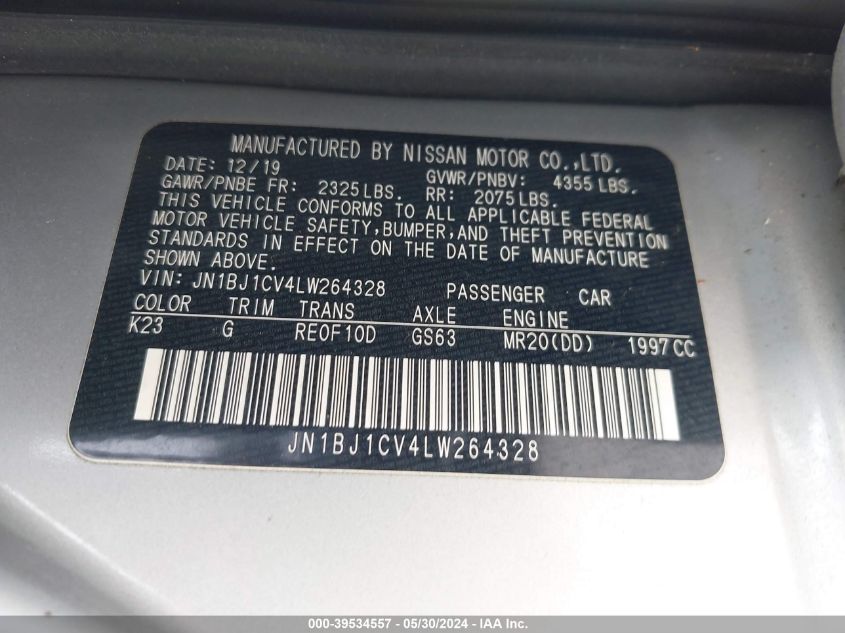 MANUFACTURED BY NISSAN MOTOR CO.,LTD.
DATE: 12/19 GVWR/PNBV: 4355 LBS.
GAWR/PNBE FR: 2325 LBS. RR: 2075 LBS.
THIS VEHICLE CONFORMS TO ALL APPLICABLE FEDERAL
MOTOR VEHICLE SAFETY,BUMPER,AND THEFT PREVENTION
STANDARDS IN EFFECT ON THE DATE OF MANUFACTURE
SHOWN ABOVE.
VIN: JN1BJ1CV4LW264328 PASSENGER CAR
COLOR TRIM TRANS AXLE ENGINE
K23 G RE0F10D GS63 MR20(DD) 1997CC
JN1BJ1CV4LW264328
000-39534557 - 05/30/2024 - IAA Inc.